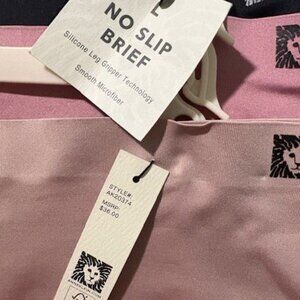 NO SLIP
BRIEF
Silicone Leg Gripper Technology
Smooth Microfiber
STYLE#:
AK20374
MSRP:
$36.00